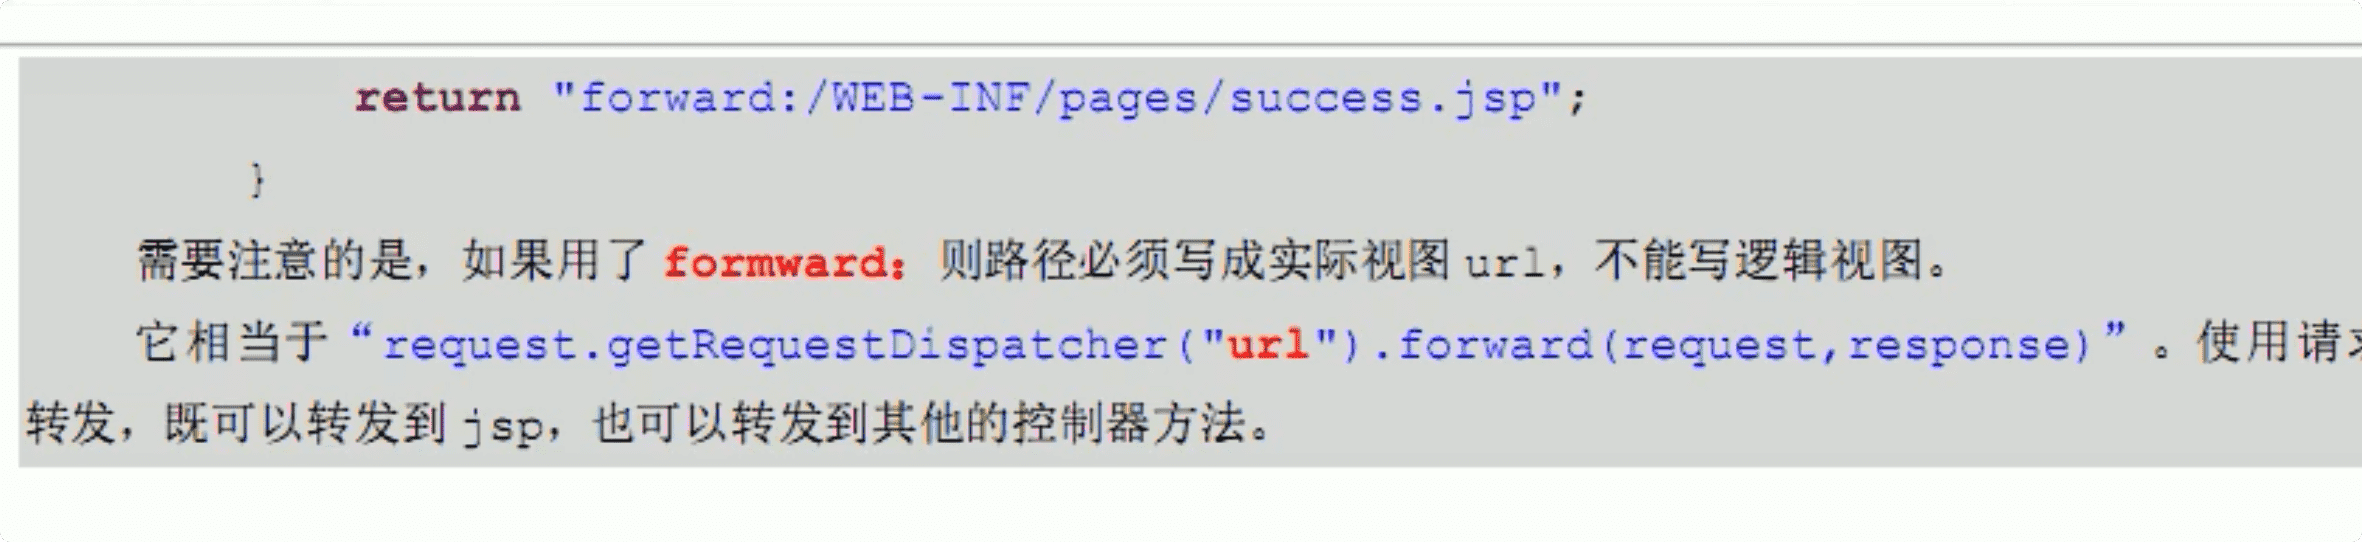 return "forward:/WEB-INF/pages/success.jsp";
}
需要注意的是，如果用了 formward：则路径必须写成实际视图 url，不能写逻辑视图。
它相当于“request.getRequestDispatcher("url").forward(request,response)”。使用请
转发，既可以转发到 jsp，也可以转发到其他的控制器方法。